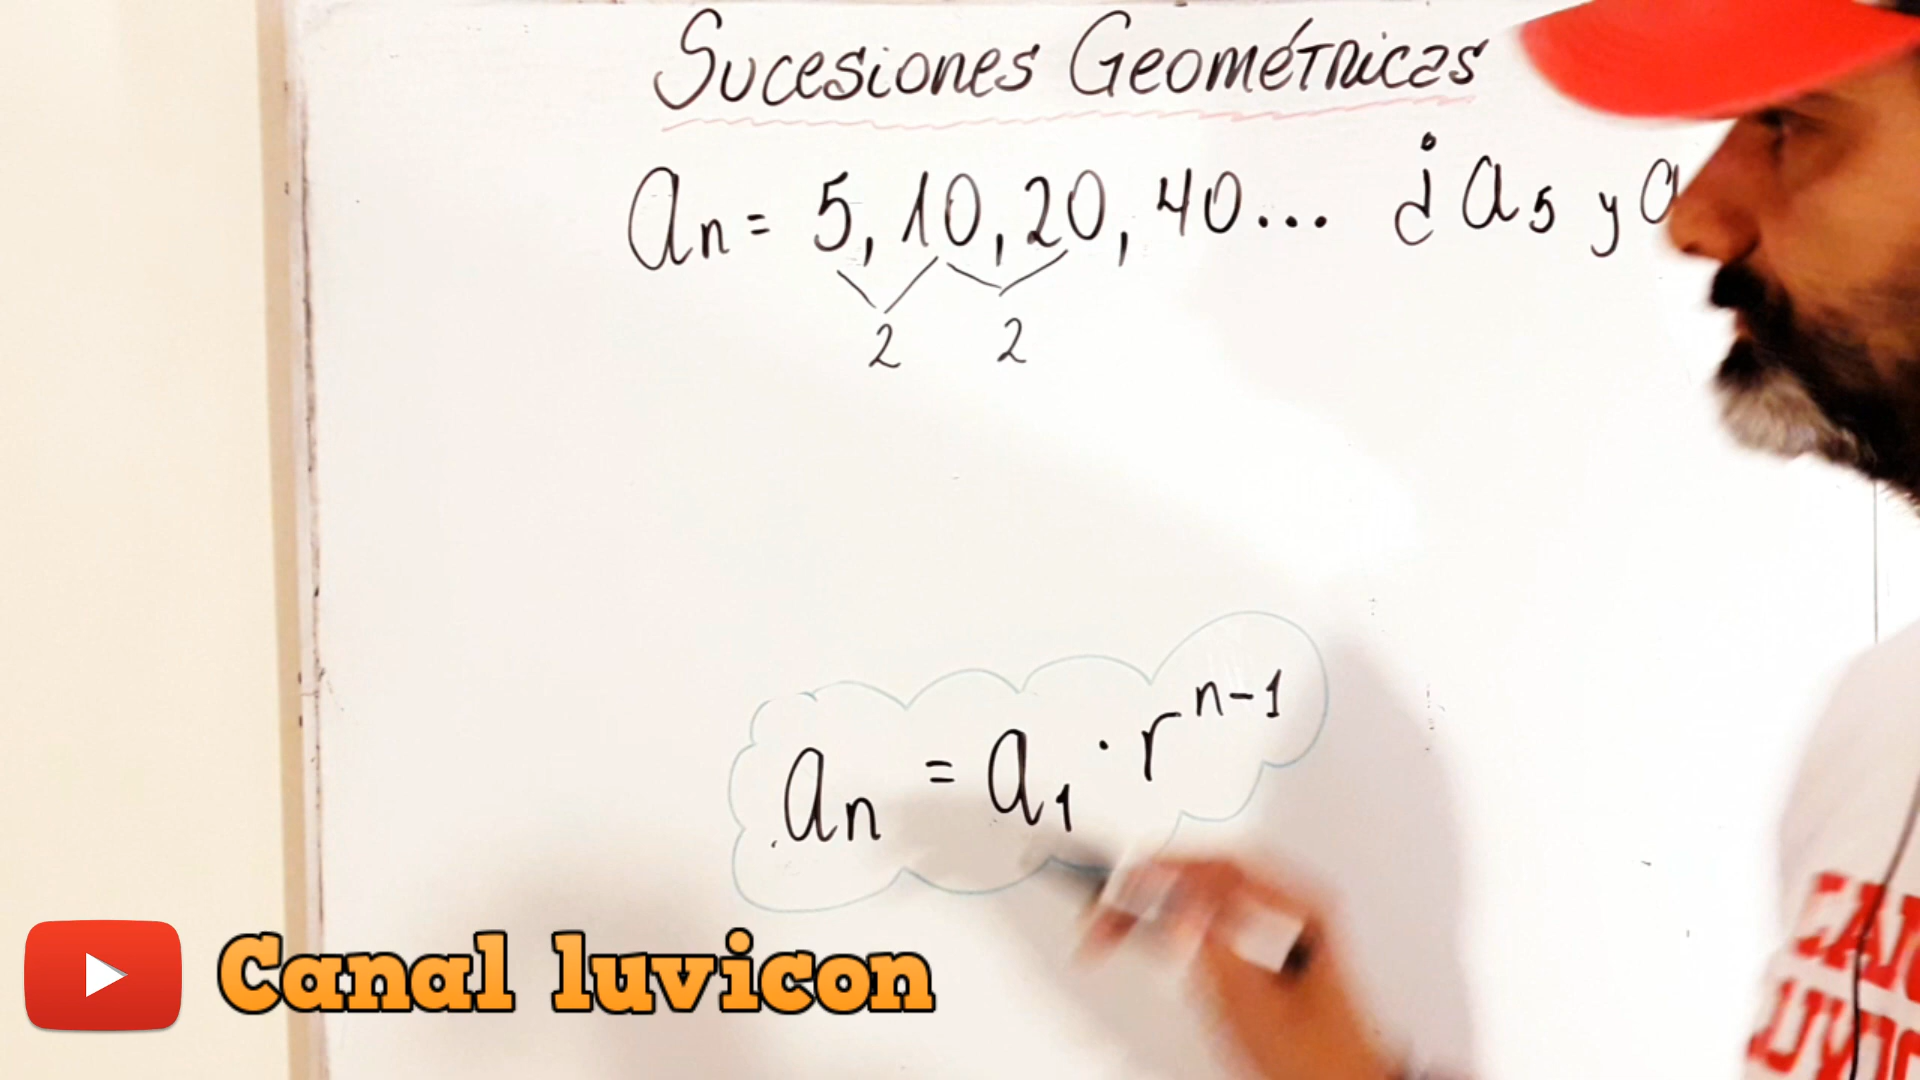 Sucesiones Geométricas
an = 5, 10, 20, 40... ¿ a5 y a
2 2
an = a1 · r^n-1
Canal luvicon